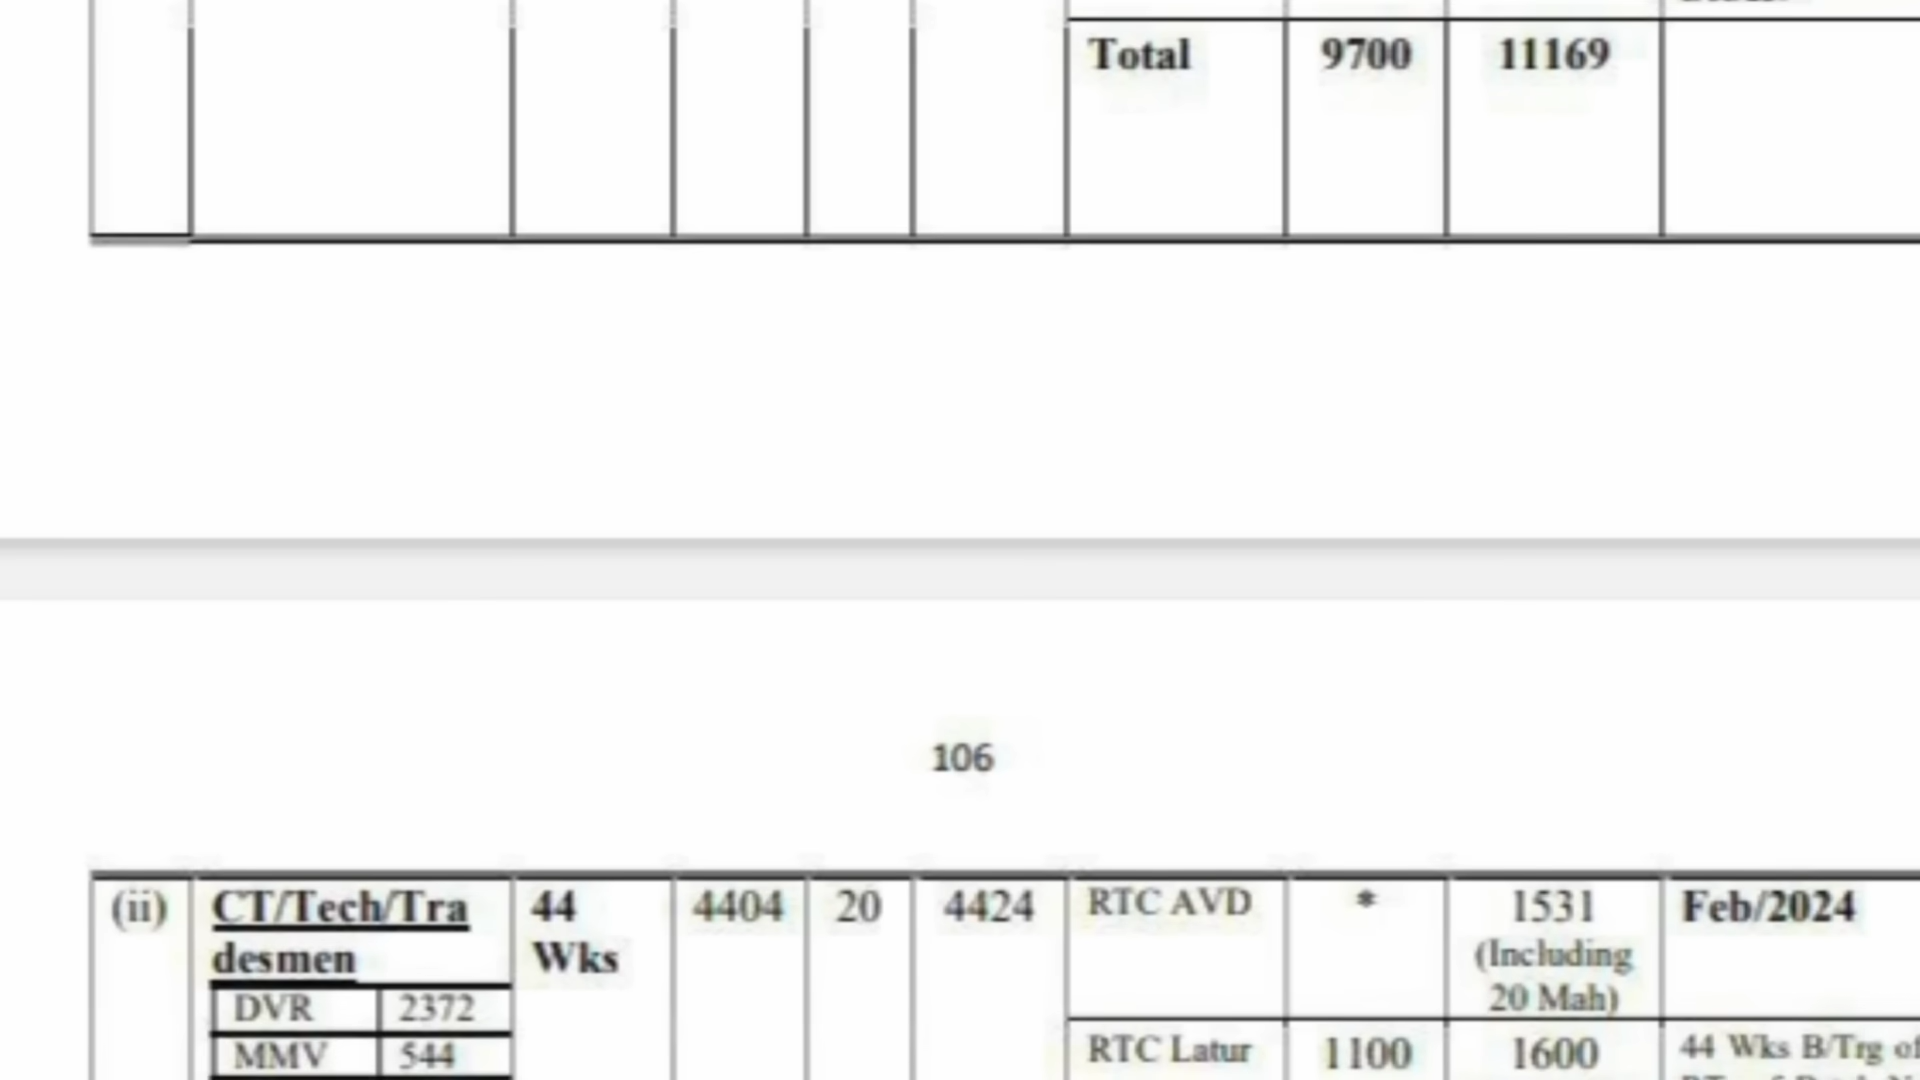 Total 9700 11169
106
(ii) CT/Tech/Tra 44 4404 20 4424 RTC AVD * 1531 Feb/2024
desmen Wks (Including
DVR 2372 20 Mah)
MMV 544 RTC Latur 1100 1600 44 Wks B/Trg of